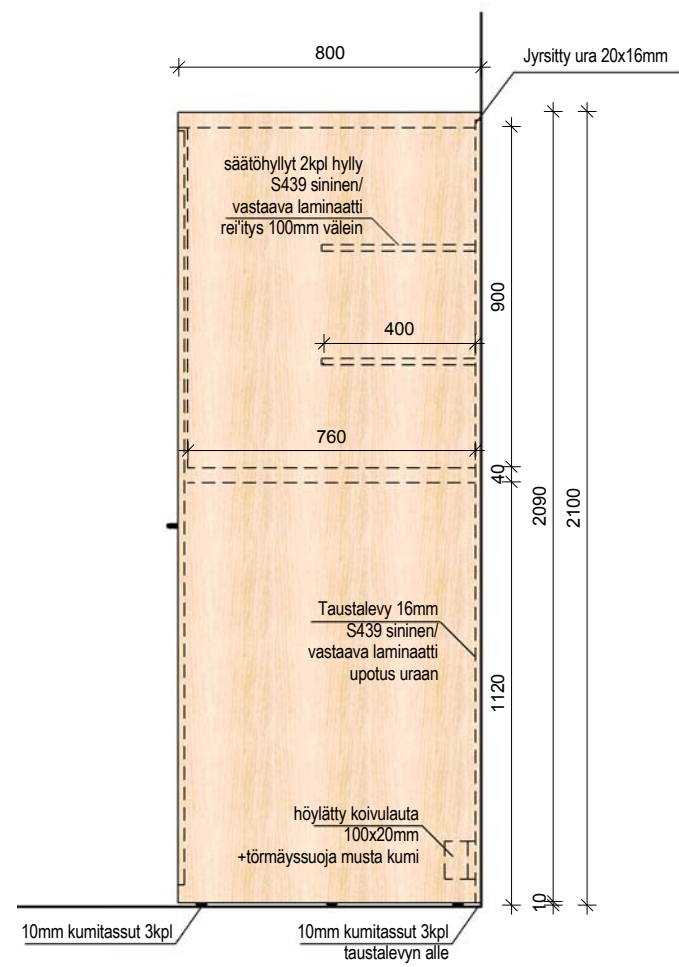 800
Jyrsitty ura 20x16mm
säätöhyllyt 2kpl hylly
S439 sininen/
vastaava laminaatti
rei'itys 100mm välein
900
400
760
40
2090
2100
Taustalevy 16mm
S439 sininen/
vastaava laminaatti
upotus uraan
1120
höylätty koivulauta
100x20mm
+törmäyssuoja musta kumi
10
10mm kumitassut 3kpl
10mm kumitassut 3kpl
taustalevyn alle